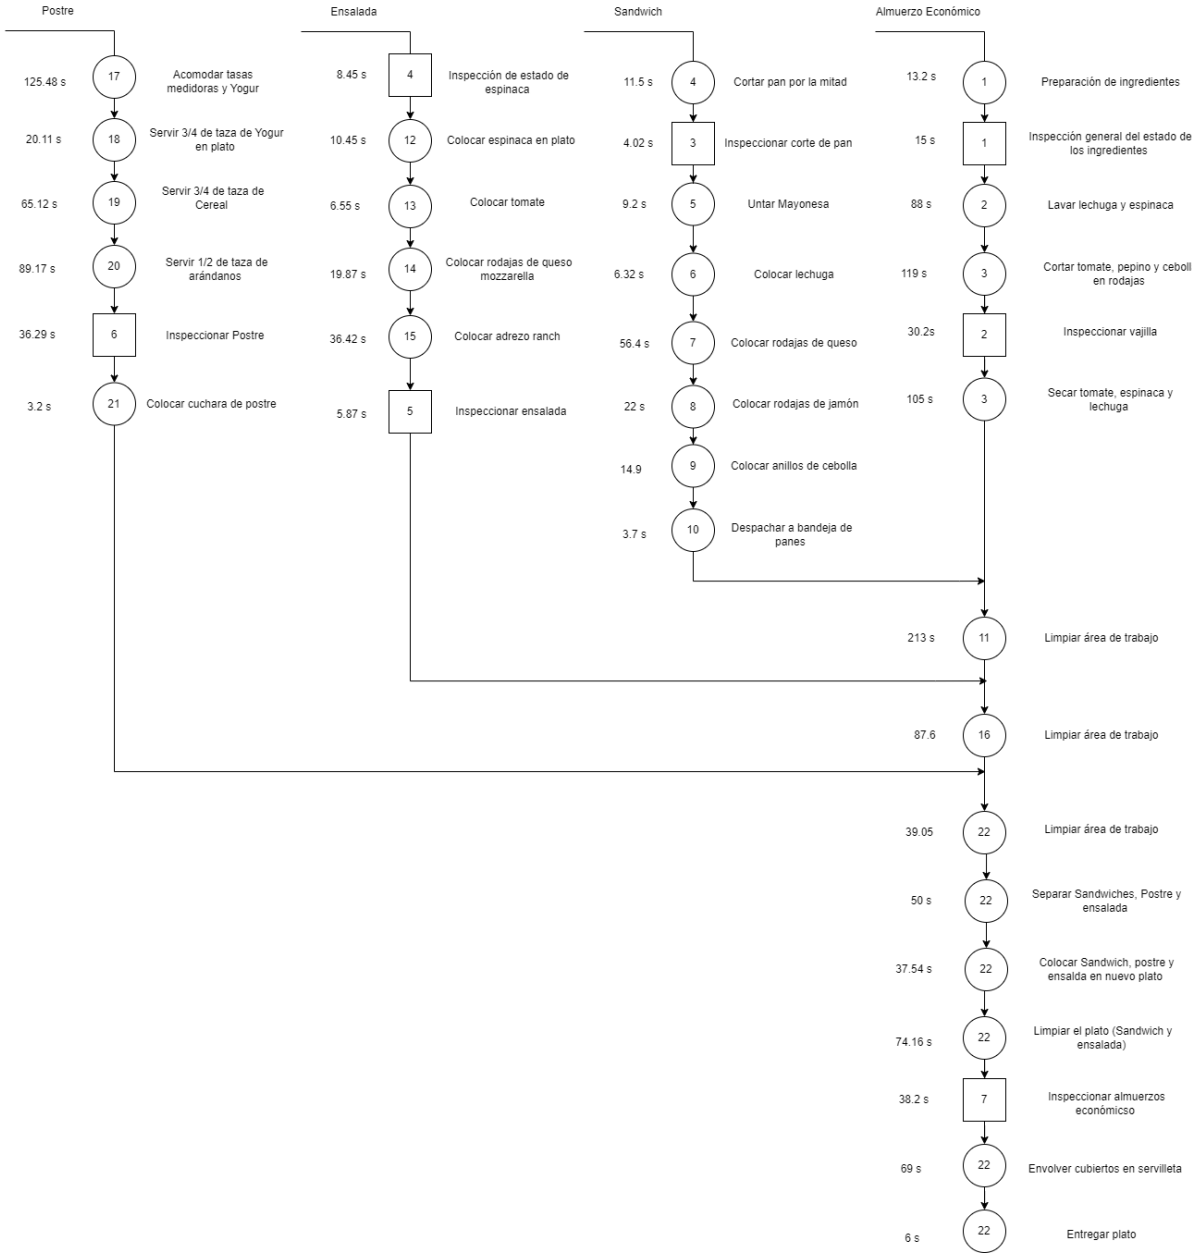 Postre
125.48 s
17
Acomodar tasas
medidoras y Yogur
20.11 s
18
Servir 3/4 de taza de Yogur
en plato
65.12 s
19
Servir 3/4 de taza de
Cereal
89.17 s
20
Servir 1/2 de taza de
arándanos
36.29 s
6
Inspeccionar Postre
3.2 s
21
Colocar cuchara de postre
Ensalada
8.45 s
4
Inspección de estado de
espinaca
10.45 s
12
Colocar espinaca en plato
6.55 s
13
Colocar tomate
19.87 s
14
Colocar rodajas de queso
mozzarella
36.42 s
15
Colocar adrezo ranch
5.87 s
5
Inspeccionar ensalada
Sandwich
11.5 s
4
Cortar pan por la mitad
4.02 s
3
Inspeccionar corte de pan
9.2 s
5
Untar Mayonesa
6.32 s
6
Colocar lechuga
56.4 s
7
Colocar rodajas de queso
22 s
8
Colocar rodajas de jamón
14.9
9
Colocar anillos de cebolla
3.7 s
10
Despachar a bandeja de
panes
Almuerzo Económico
13.2 s
1
Preparación de ingredientes
15 s
1
Inspección general del estado de
los ingredientes
88 s
2
Lavar lechuga y espinaca
119 s
3
Cortar tomate, pepino y ceboll
en rodajas
30.2s
2
Inspeccionar vajilla
105 s
3
Secar tomate, espinaca y
lechuga
213 s
11
Limpiar área de trabajo
87.6
16
Limpiar área de trabajo
39.05
22
Limpiar área de trabajo
50 s
22
Separar Sandwiches, Postre y
ensalada
37.54 s
22
Colocar Sandwich, postre y
ensalda en nuevo plato
74.16 s
22
Limpiar el plato (Sandwich y
ensalada)
38.2 s
7
Inspeccionar almuerzos
económicso
69 s
22
Envolver cubiertos en servilleta
6 s
22
Entregar plato